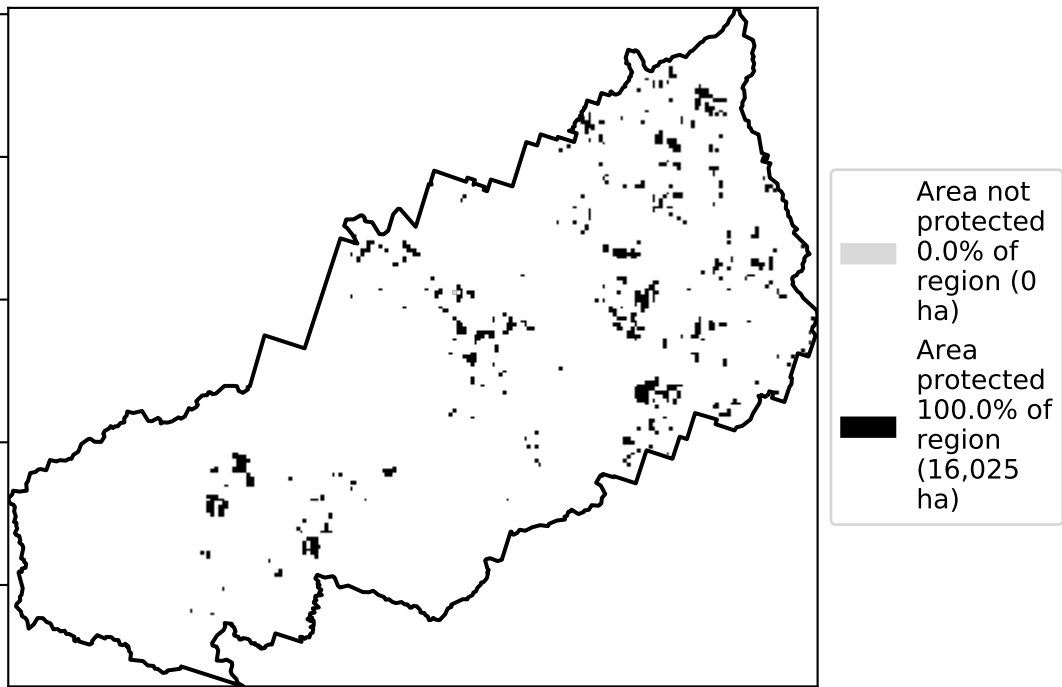 Area not
protected
0.0% of
region (0
ha)
Area
protected
100.0% of
region
(16,025
ha)